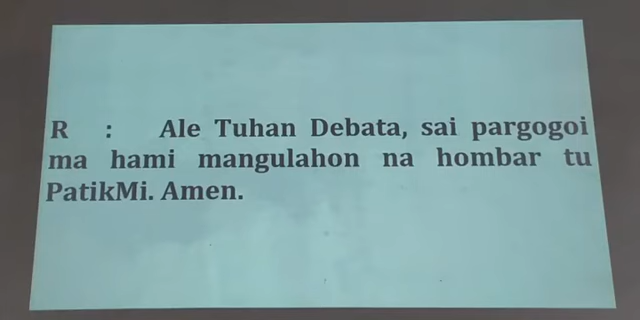 R : Ale Tuhan Debata, sai pargogoi
ma hami mangulahon na hombar tu
PatikMi. Amen.